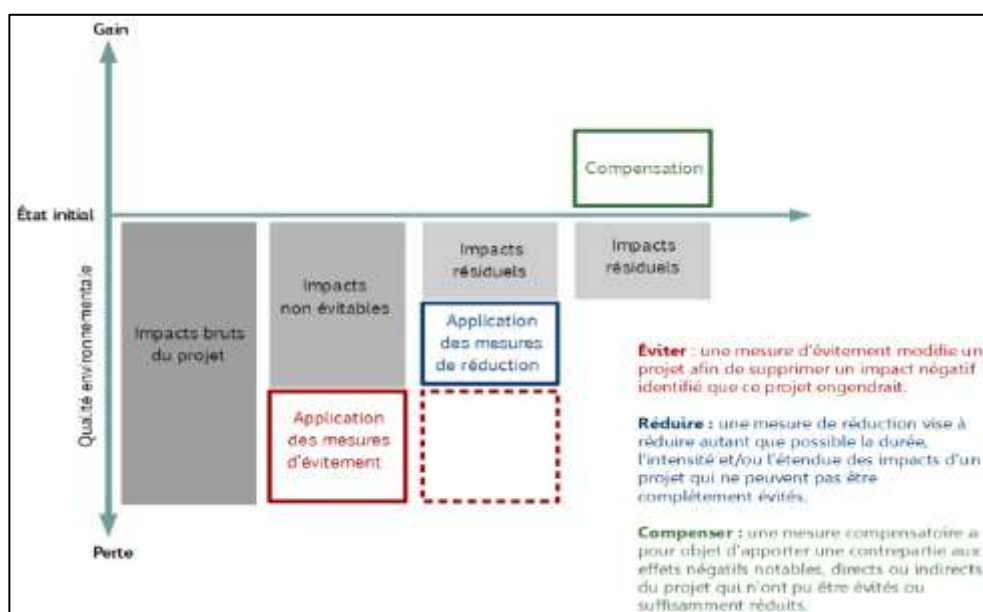 Gain
Compensation
État initial
Impacts bruts
du projet
Impacts
non évitables
Impacts
résiduels
Impacts
résiduels
Application
des mesures
de réduction
Application
des mesures
d'évitement
Qualité environnementale
Perte
Éviter : une mesure d'évitement modifie un
projet afin de supprimer un impact négatif
identifié que ce projet engendrait.
Réduire : une mesure de réduction vise à
réduire autant que possible la durée,
l'intensité et/ou l'étendue des impacts d'un
projet qui ne peuvent pas être
complètement évités.
Compenser : une mesure compensatoire a
pour objet d'apporter une contrepartie aux
effets négatifs notables, directs ou indirects
du projet qui n'ont pu être évités ou
suffisamment réduits.